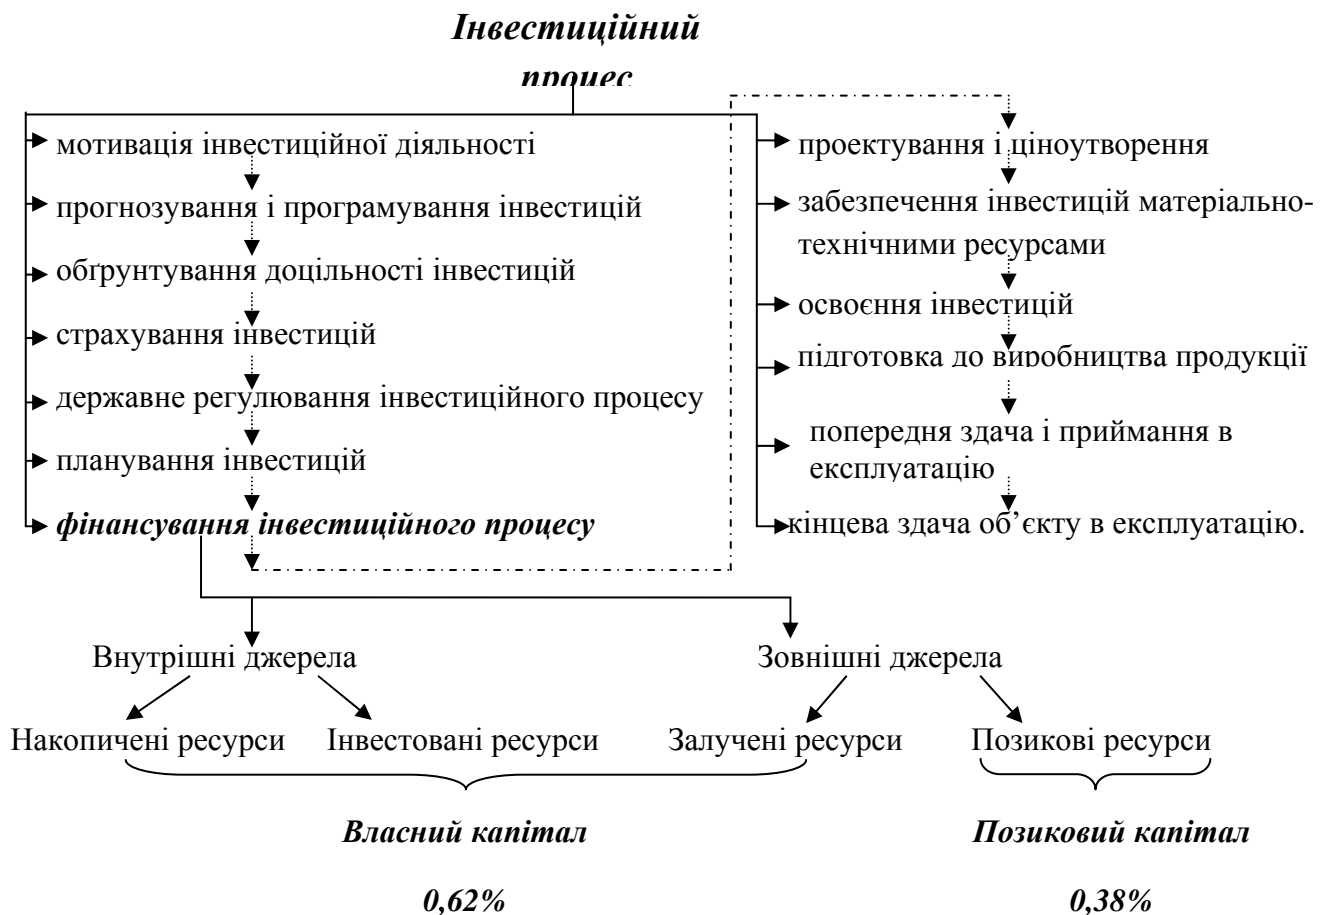 Інвестиційний
процес
мотивація інвестиційної діяльності
прогнозування і програмування інвестицій
обґрунтування доцільності інвестицій
страхування інвестицій
державне регулювання інвестиційного процесу
планування інвестицій
фінансування інвестиційного процесу
проектування і ціноутворення
забезпечення інвестицій матеріально-
технічними ресурсами
освоєння інвестицій
підготовка до виробництва продукції
попередня здача і приймання в
експлуатацію
кінцева здача об’єкту в експлуатацію.
Внутрішні джерела
Зовнішні джерела
Накопичені ресурси
Інвестовані ресурси
Залучені ресурси
Позикові ресурси
Власний капітал
Позиковий капітал
0,62%
0,38%